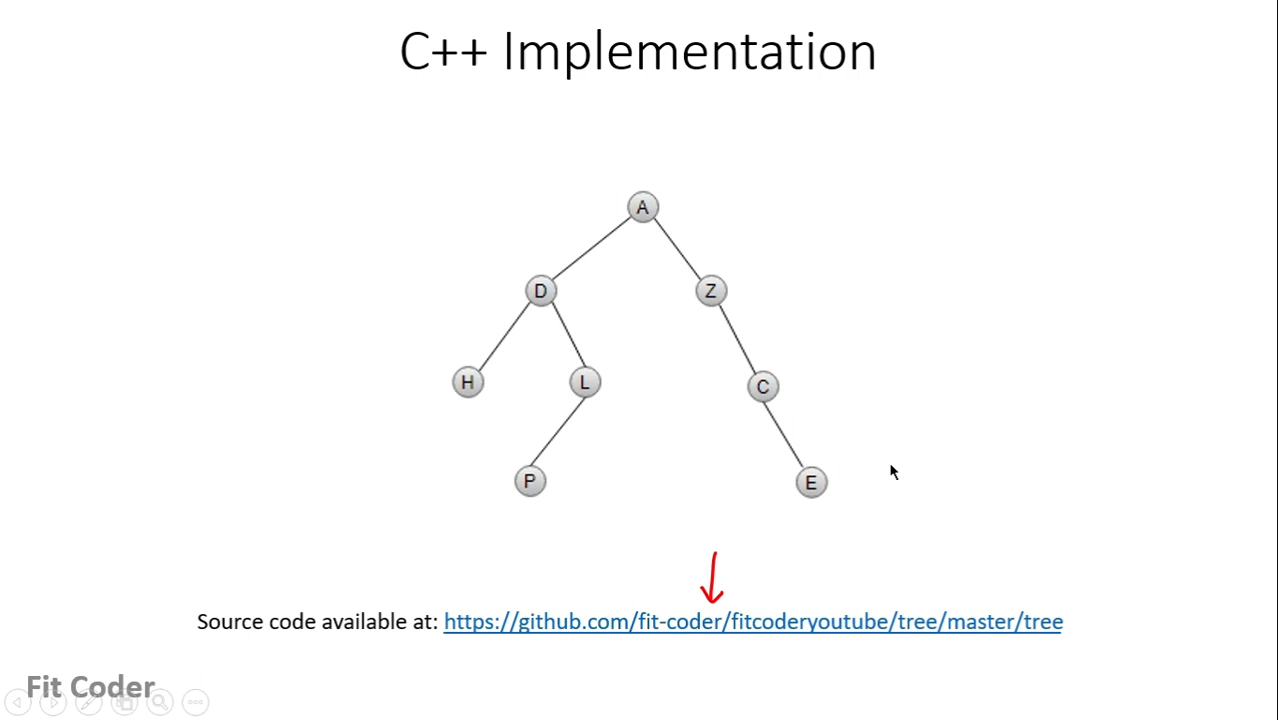 C++ Implementation
A
D
Z
H
L
C
P
E
Source code available at: https://github.com/fit-coder/fitcoderyoutube/tree/master/tree
Fit Coder